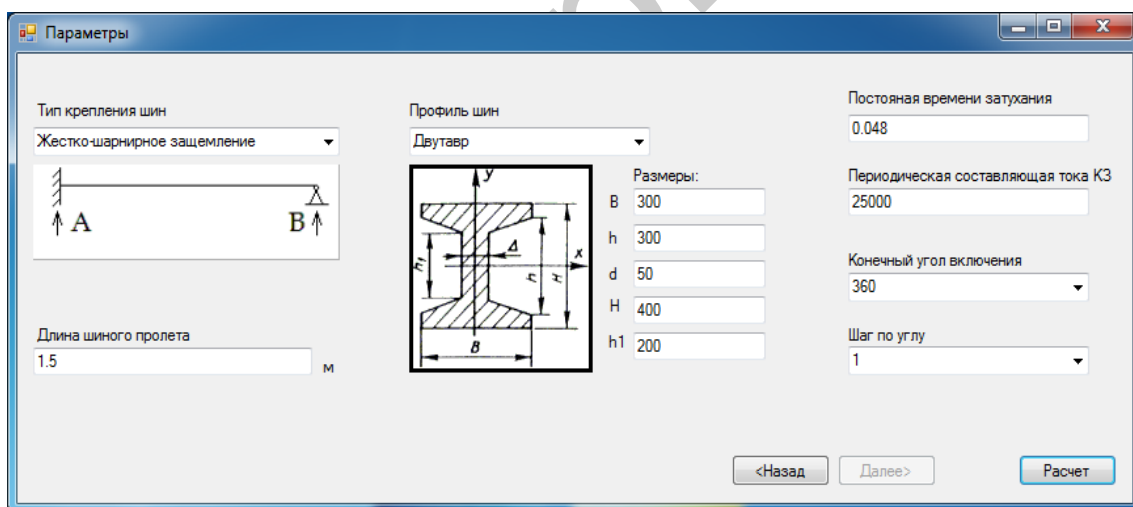 Параметры
Тип крепления шин
Жестко-шарнирное защемление
A
B
Длина шиного пролета
1.5
м
Профиль шин
Двутавр
y
x
Δ
h₁
h
H
B
Размеры:
B 300
h 300
d 50
H 400
h1 200
Постояная времени затухания
0.048
Периодическая составляющая тока КЗ
25000
Конечный угол включения
360
Шаг по углу
1
<Назад
Далее>
Расчет